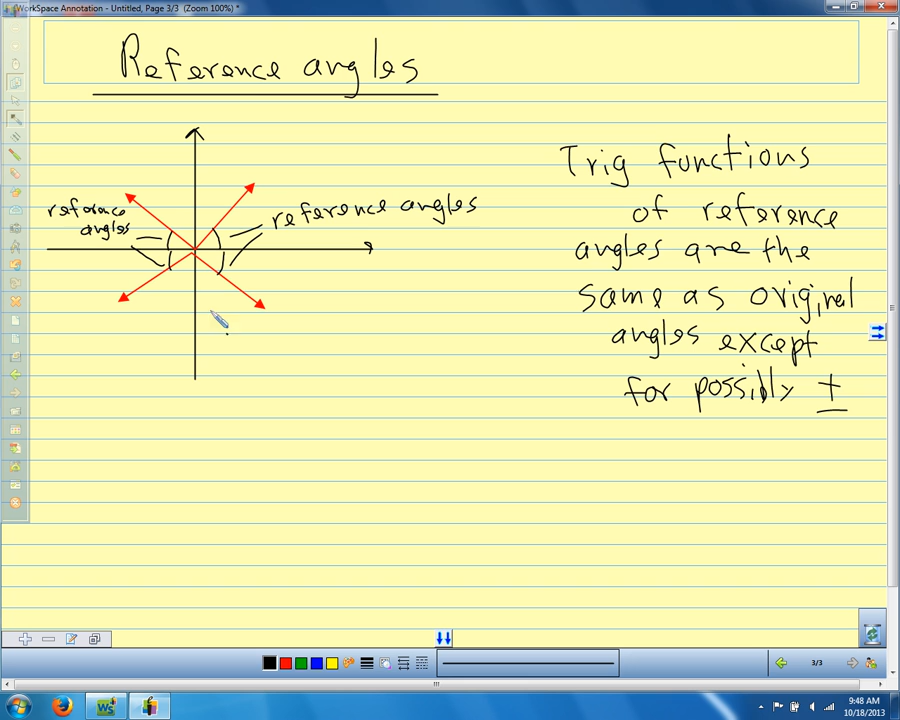 WorkSpace Annotation - Untitled, Page 3/3 (Zoom 100%) *
Reference angles
reference
angles
reference angles
Trig functions
of reference
angles are the
same as original
angles except
for possibly ±
3/3
9:48 AM
10/18/2013